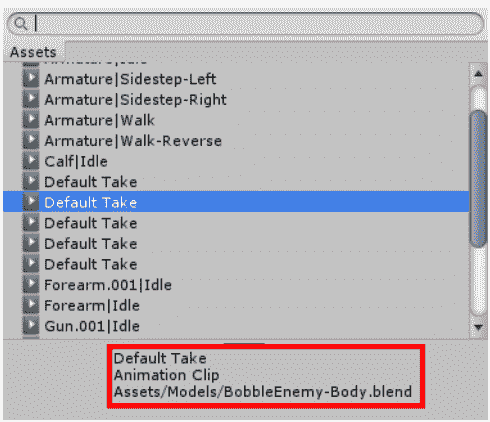 Assets
Armature|Idle
Armature|Sidestep-Left
Armature|Sidestep-Right
Armature|Walk
Armature|Walk-Reverse
Calf|Idle
Default Take
Default Take
Default Take
Default Take
Default Take
Forearm.001|Idle
Forearm|Idle
Gun.001|Idle
Default Take
Animation Clip
Assets/Models/BobbleEnemy-Body.blend